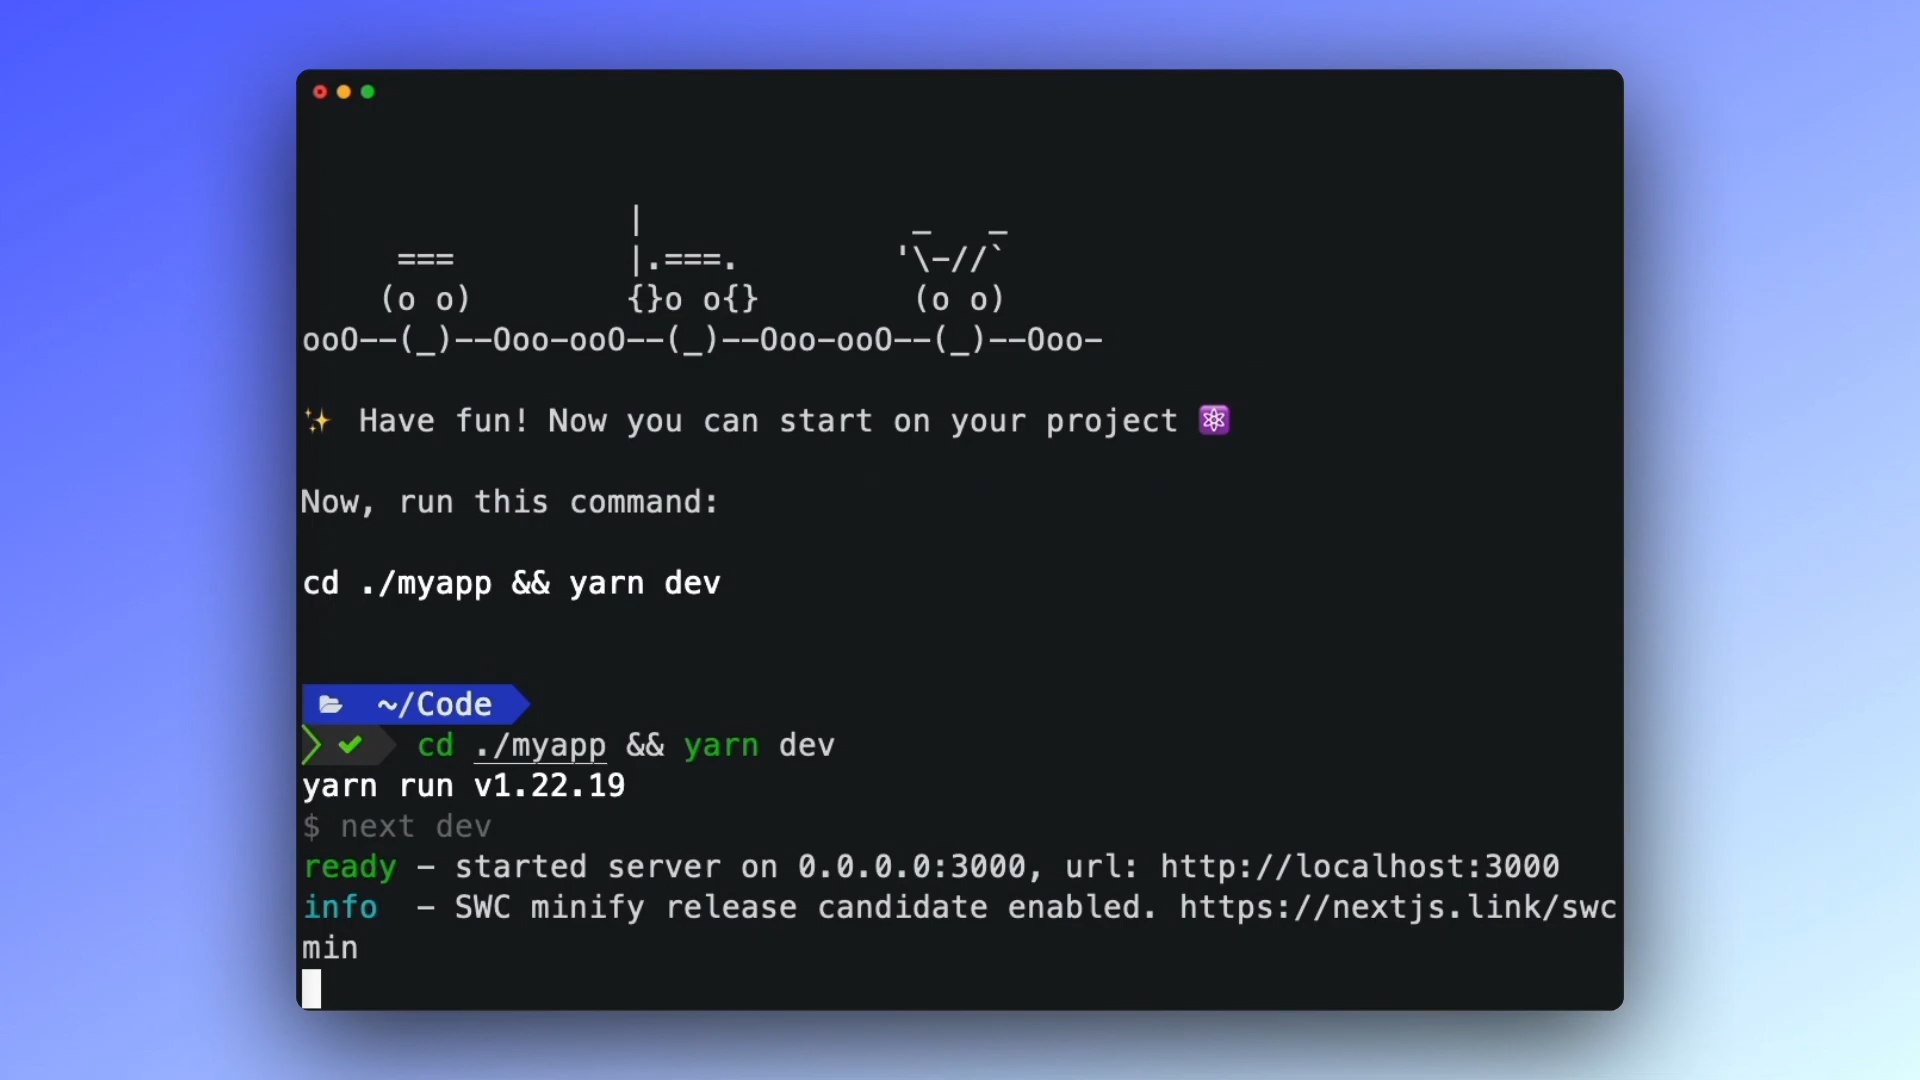 |                             _   _
          ===                      |.===.                 '\-//`
         (o o)                     {}o o{}                 (o o)
ooO--(_)--Ooo-ooO--(_)--Ooo-ooO--(_)--Ooo-
✨ Have fun! Now you can start on your project ⚛️
Now, run this command:
cd ./myapp && yarn dev
~/Code
cd ./myapp && yarn dev
yarn run v1.22.19
$ next dev
ready – started server on 0.0.0.0:3000, url: http://localhost:3000
info  – SWC minify release candidate enabled. https://nextjs.link/swc
min